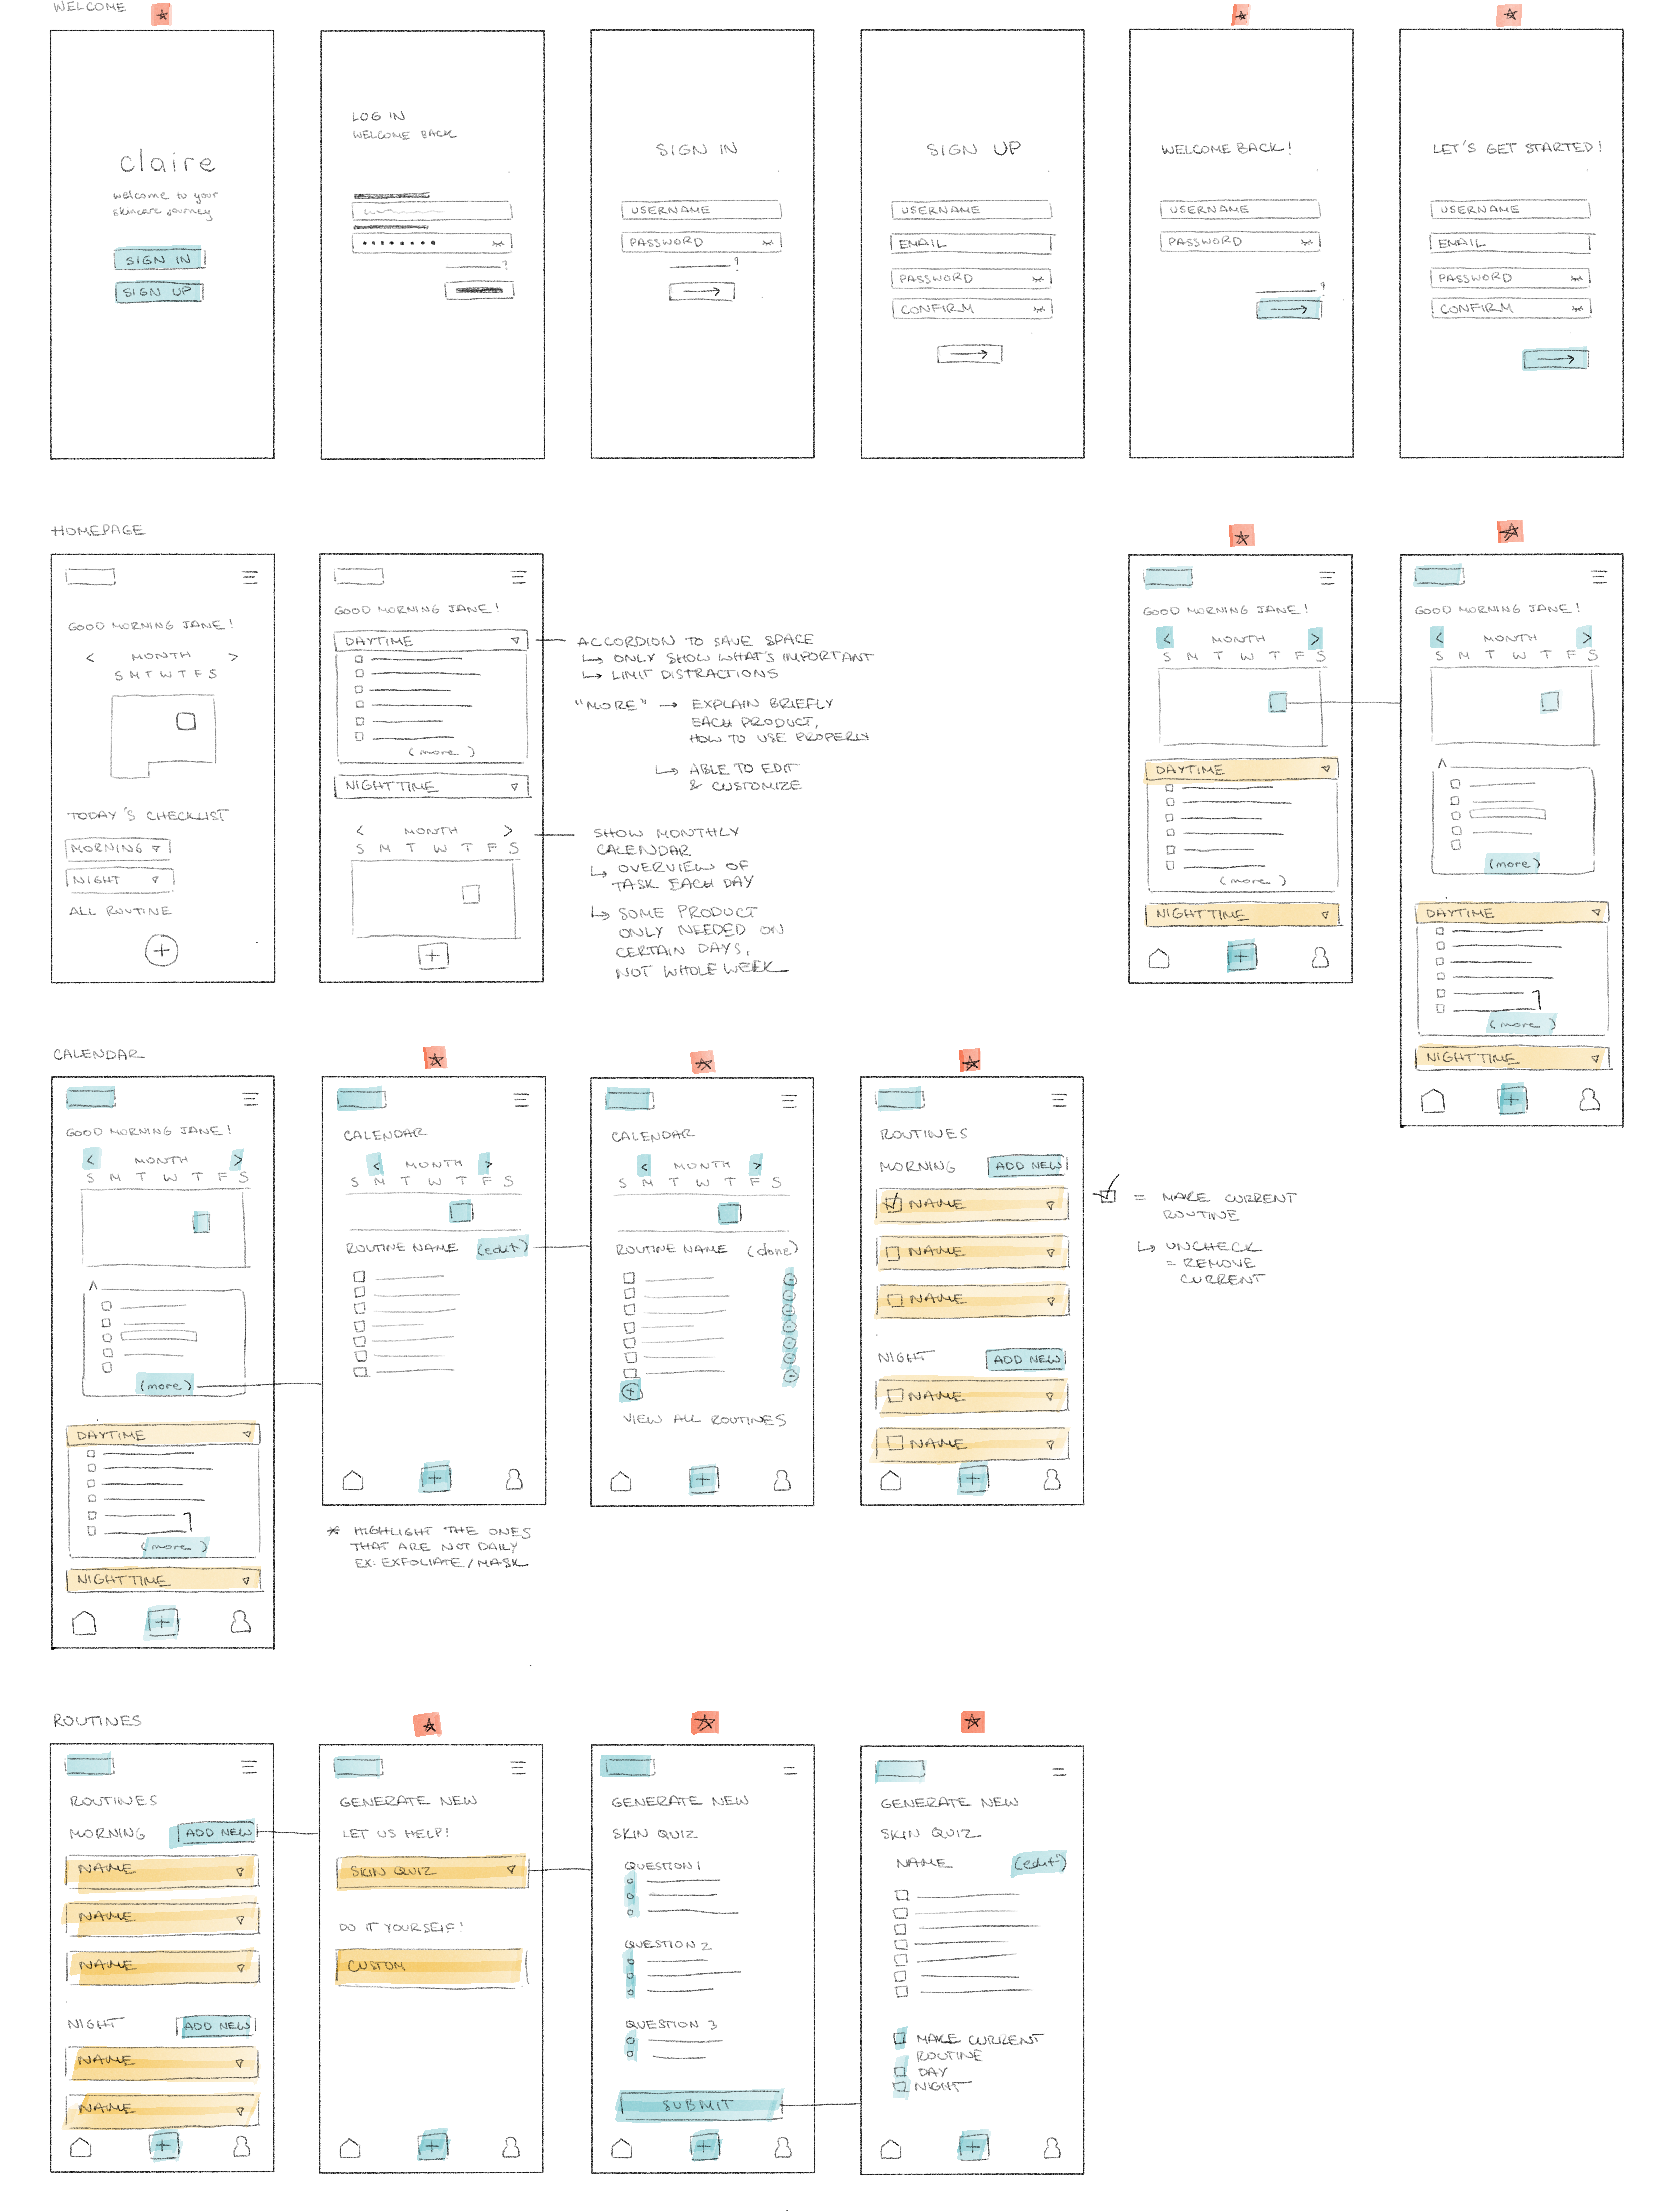 WELCOME
claire
welcome to your
skincare journey
SIGN IN
SIGN UP
LOG IN
WELCOME BACK
SIGN IN
USERNAME
PASSWORD
?
SIGN UP
USERNAME
EMAIL
PASSWORD
CONFIRM
WELCOME BACK!
USERNAME
PASSWORD
?
LET'S GET STARTED!
USERNAME
EMAIL
PASSWORD
CONFIRM
HOMEPAGE
GOOD MORNING JANE!
< MONTH >
S M T W T F S
TODAY'S CHECKLIST
MORNING
NIGHT
ALL ROUTINE
+
GOOD MORNING JANE!
DAYTIME
(more)
NIGHTTIME
< MONTH >
S M T W T F S
+
ACCORDION TO SAVE SPACE
↳ ONLY SHOW WHAT'S IMPORTANT
↳ LIMIT DISTRACTIONS
"MORE" → EXPLAIN BRIEFLY
EACH PRODUCT,
HOW TO USE PROPERLY
↳ ABLE TO EDIT
& CUSTOMIZE
SHOW MONTHLY
CALENDAR
↳ OVERVIEW OF
TASK EACH DAY
↳ SOME PRODUCT
ONLY NEEDED ON
CERTAIN DAYS,
NOT WHOLE WEEK
GOOD MORNING JANE!
< MONTH >
S M T W T F S
DAYTIME
(more)
NIGHTTIME
+
GOOD MORNING JANE!
< MONTH >
S M T W T F S
(more)
DAYTIME
(more)
NIGHTTIME
+
CALENDAR
GOOD MORNING JANE!
< MONTH >
S M T W T F S
(more)
DAYTIME
(more)
NIGHTTIME
+
CALENDAR
< MONTH >
S M T W T F S
ROUTINE NAME (edit)
+
* HIGHLIGHT THE ONES
THAT ARE NOT DAILY
EX: EXFOLIATE/MASK
CALENDAR
< MONTH >
S M T W T F S
ROUTINE NAME (done)
+
VIEW ALL ROUTINES
+
ROUTINES
MORNING ADD NEW
NAME
NAME
NAME
NIGHT ADD NEW
NAME
NAME
+
= MAKE CURRENT
ROUTINE
↳ UNCHECK
= REMOVE
CURRENT
ROUTINES
ROUTINES
MORNING ADD NEW
NAME
NAME
NAME
NIGHT ADD NEW
NAME
NAME
+
GENERATE NEW
LET US HELP!
SKIN QUIZ
DO IT YOURSELF!
CUSTOM
+
GENERATE NEW
SKIN QUIZ
QUESTION 1
QUESTION 2
QUESTION 3
SUBMIT
+
GENERATE NEW
SKIN QUIZ
NAME (edit)
MAKE CURRENT
ROUTINE
DAY
NIGHT
+